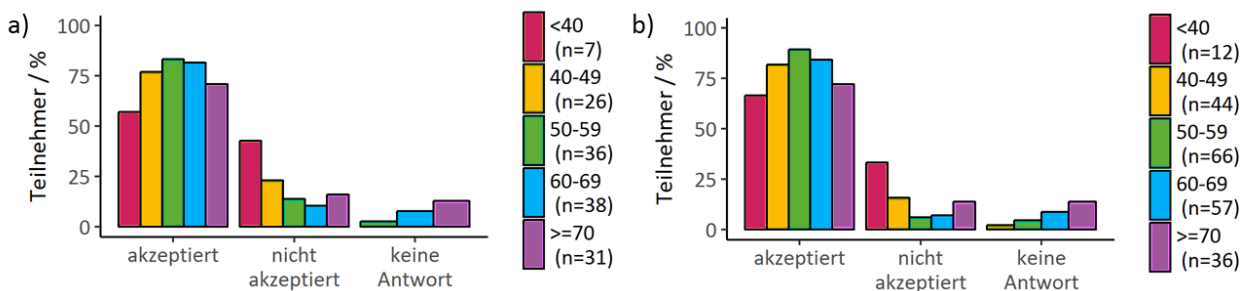 a)
Teilnehmer / %
100
75
50
25
0
akzeptiert
nicht
akzeptiert
keine
Antwort
<40
(n=7)
40-49
(n=26)
50-59
(n=36)
60-69
(n=38)
>=70
(n=31)
b)
Teilnehmer / %
100
75
50
25
0
akzeptiert
nicht
akzeptiert
keine
Antwort
<40
(n=12)
40-49
(n=44)
50-59
(n=66)
60-69
(n=57)
>=70
(n=36)